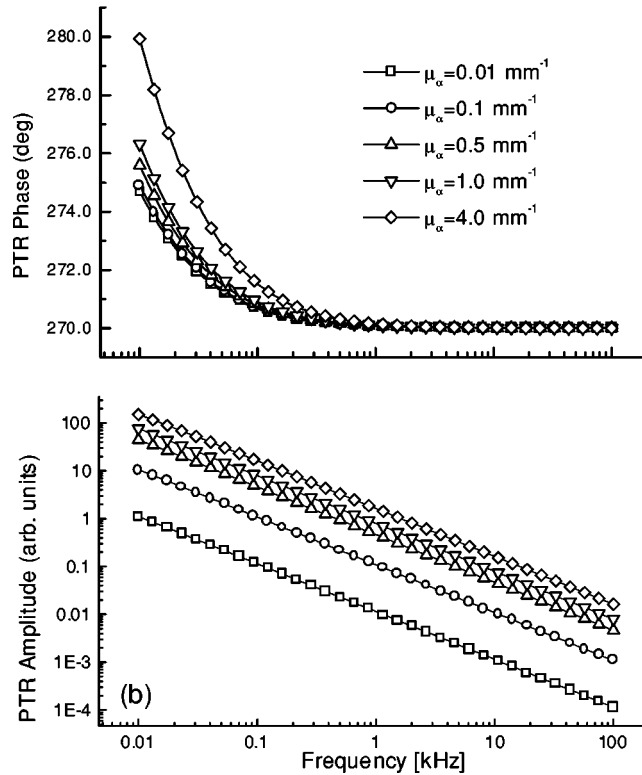 280.0
278.0
276.0
274.0
272.0
270.0
PTR Phase (deg)
μα=0.01 mm-1
μα=0.1 mm-1
μα=0.5 mm-1
μα=1.0 mm-1
μα=4.0 mm-1
100
10
1
0.1
0.01
1E-3
1E-4
PTR Amplitude (arb. units)
(b)
0.01
0.1
1
10
100
Frequency [kHz]